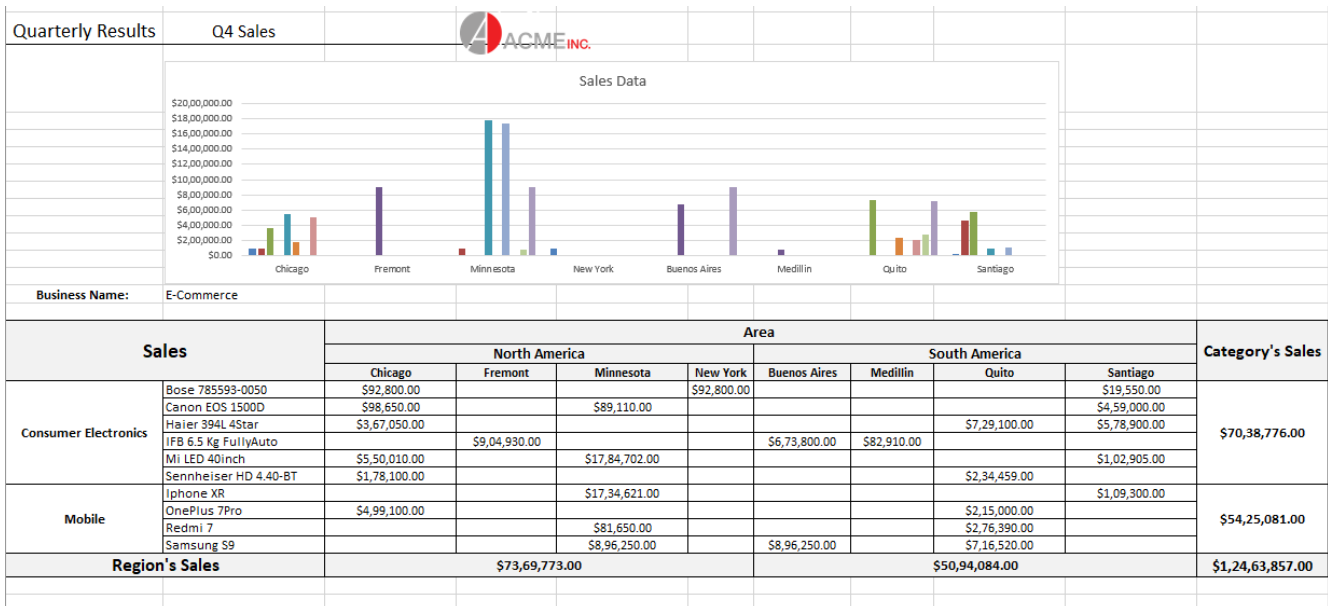 Quarterly Results Q4 Sales ACME INC.
Sales Data
$20,00,000.00
$18,00,000.00
$16,00,000.00
$14,00,000.00
$12,00,000.00
$10,00,000.00
$8,00,000.00
$6,00,000.00
$4,00,000.00
$2,00,000.00
$0.00
Chicago Fremont Minnesota New York Buenos Aires Medillin Quito Santiago
Business Name: E-Commerce
Sales
Area
North America South America
Category's Sales
Chicago Fremont Minnesota New York Buenos Aires Medillin Quito Santiago
Consumer Electronics
Bose 785593-0050 $92,800.00 $92,800.00 $19,550.00
Canon EOS 1500D $98,650.00 $89,110.00 $4,59,000.00
Haier 394L 4Star $3,67,050.00 $7,29,100.00 $5,78,900.00
IFB 6.5 Kg FullyAuto $9,04,930.00 $6,73,800.00 $82,910.00
Mi LED 40inch $5,50,010.00 $17,84,702.00 $1,02,905.00
Sennheiser HD 4.40-BT $1,78,100.00 $2,34,459.00
$70,38,776.00
Mobile
Iphone XR $17,34,621.00 $1,09,300.00
OnePlus 7Pro $4,99,100.00 $2,15,000.00
Redmi 7 $81,650.00 $2,76,390.00
Samsung S9 $8,96,250.00 $8,96,250.00 $7,16,520.00
$54,25,081.00
Region's Sales $73,69,773.00 $50,94,084.00 $1,24,63,857.00